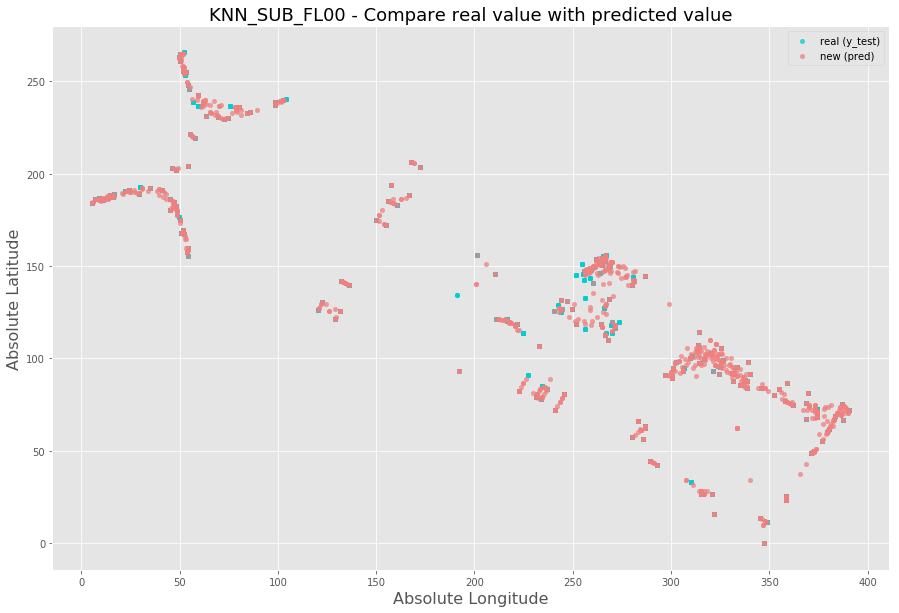 KNN_SUB_FL00 - Compare real value with predicted value
real (y_test)
new (pred)
Absolute Latitude
250
200
150
100
50
0
0 50 100 150 200 250 300 350 400
Absolute Longitude